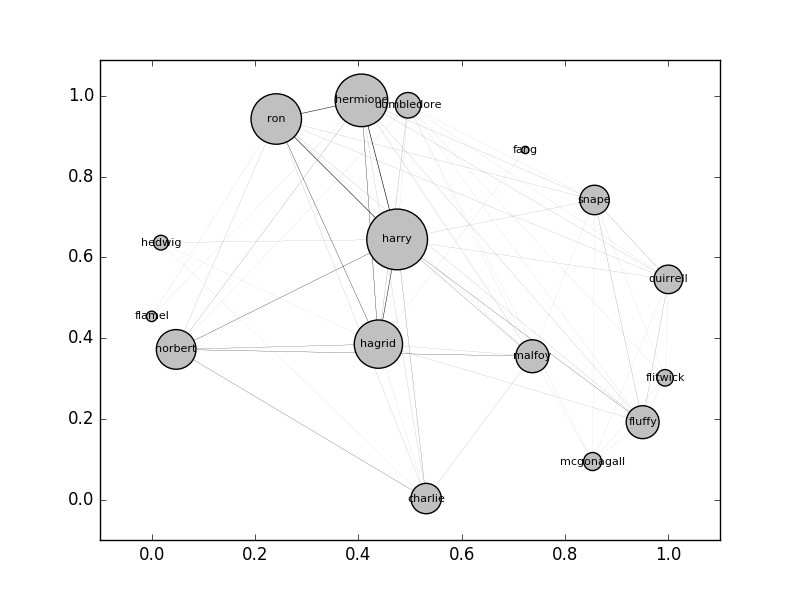 1.0
hermione
dumbledore
ron
fang
0.8
snape
harry
hedwig
0.6
quirrell
flamel
0.4
norbert
hagrid
malfoy
flitwick
0.2
fluffy
mcgonagall
0.0
charlie
0.0 0.2 0.4 0.6 0.8 1.0